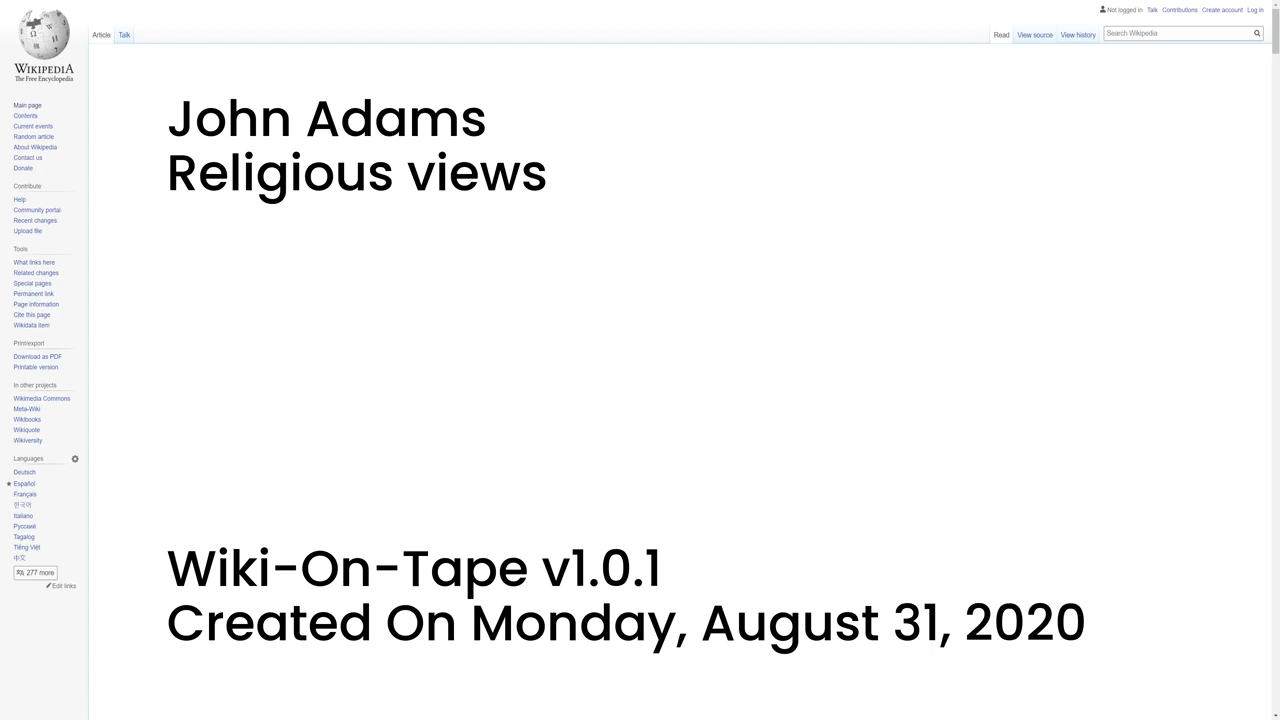 Not logged in Talk Contributions Create account Log in
Article Talk Read View source View history Search Wikipedia
WIKIPEDIA
The Free Encyclopedia
Main page
Contents
Current events
Random article
About Wikipedia
Contact us
Donate
Contribute
Help
Community portal
Recent changes
Upload file
Tools
What links here
Related changes
Special pages
Permanent link
Page information
Cite this page
Wikidata item
Print/export
Download as PDF
Printable version
In other projects
Wikimedia Commons
Meta-Wiki
Wikibooks
Wikiquote
Wikiversity
Languages
Deutsch
Español
Français
한국어
Italiano
Русский
Tagalog
Tiếng Việt
中文
277 more
Edit links
John Adams
Religious views
Wiki-On-Tape v1.0.1
Created On Monday, August 31, 2020